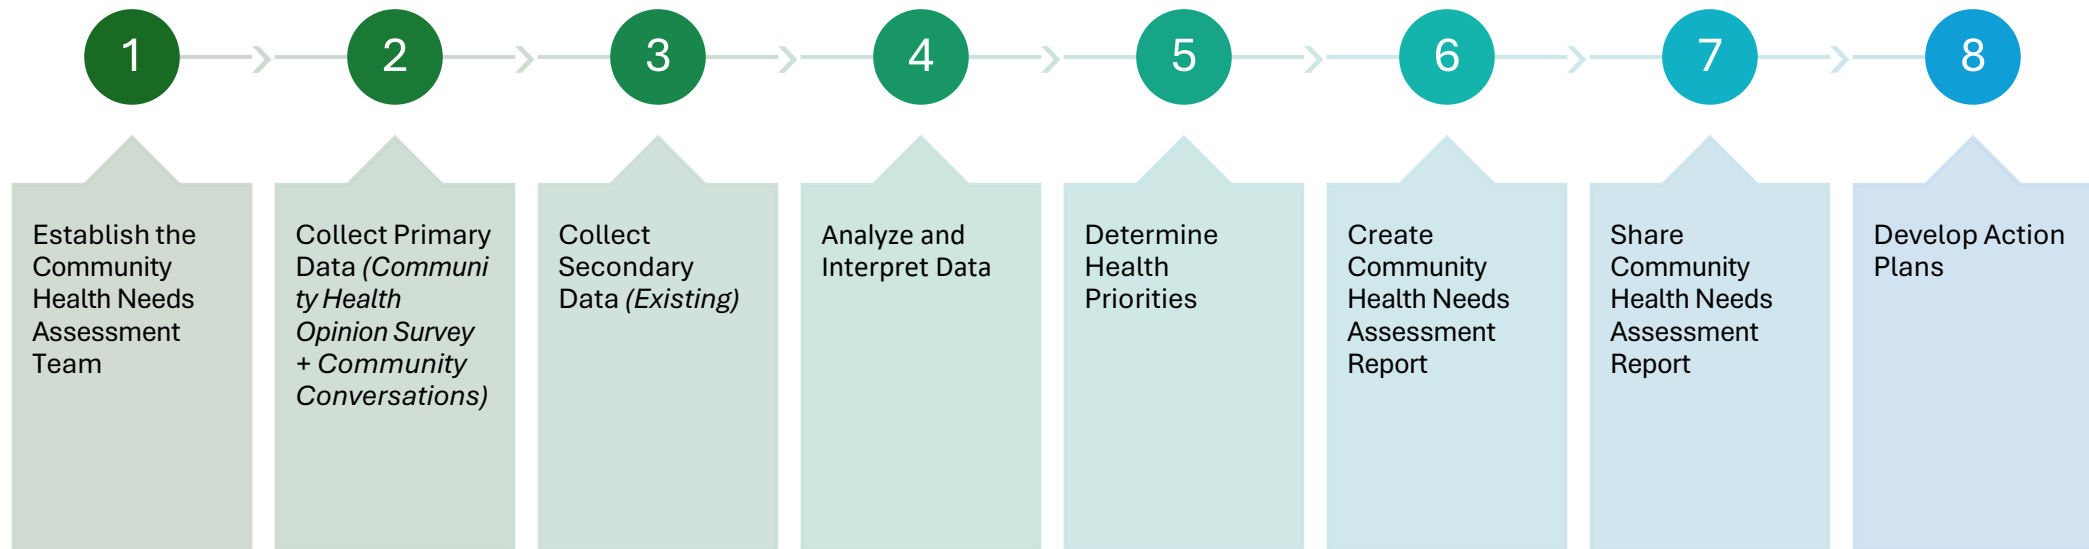 1
2
3
4
5
6
7
8
Establish the
Community
Health Needs
Assessment
Team
Collect Primary
Data (Communi
ty Health
Opinion Survey
+ Community
Conversations)
Collect
Secondary
Data (Existing)
Analyze and
Interpret Data
Determine
Health
Priorities
Create
Community
Health Needs
Assessment
Report
Share
Community
Health Needs
Assessment
Report
Develop Action
Plans